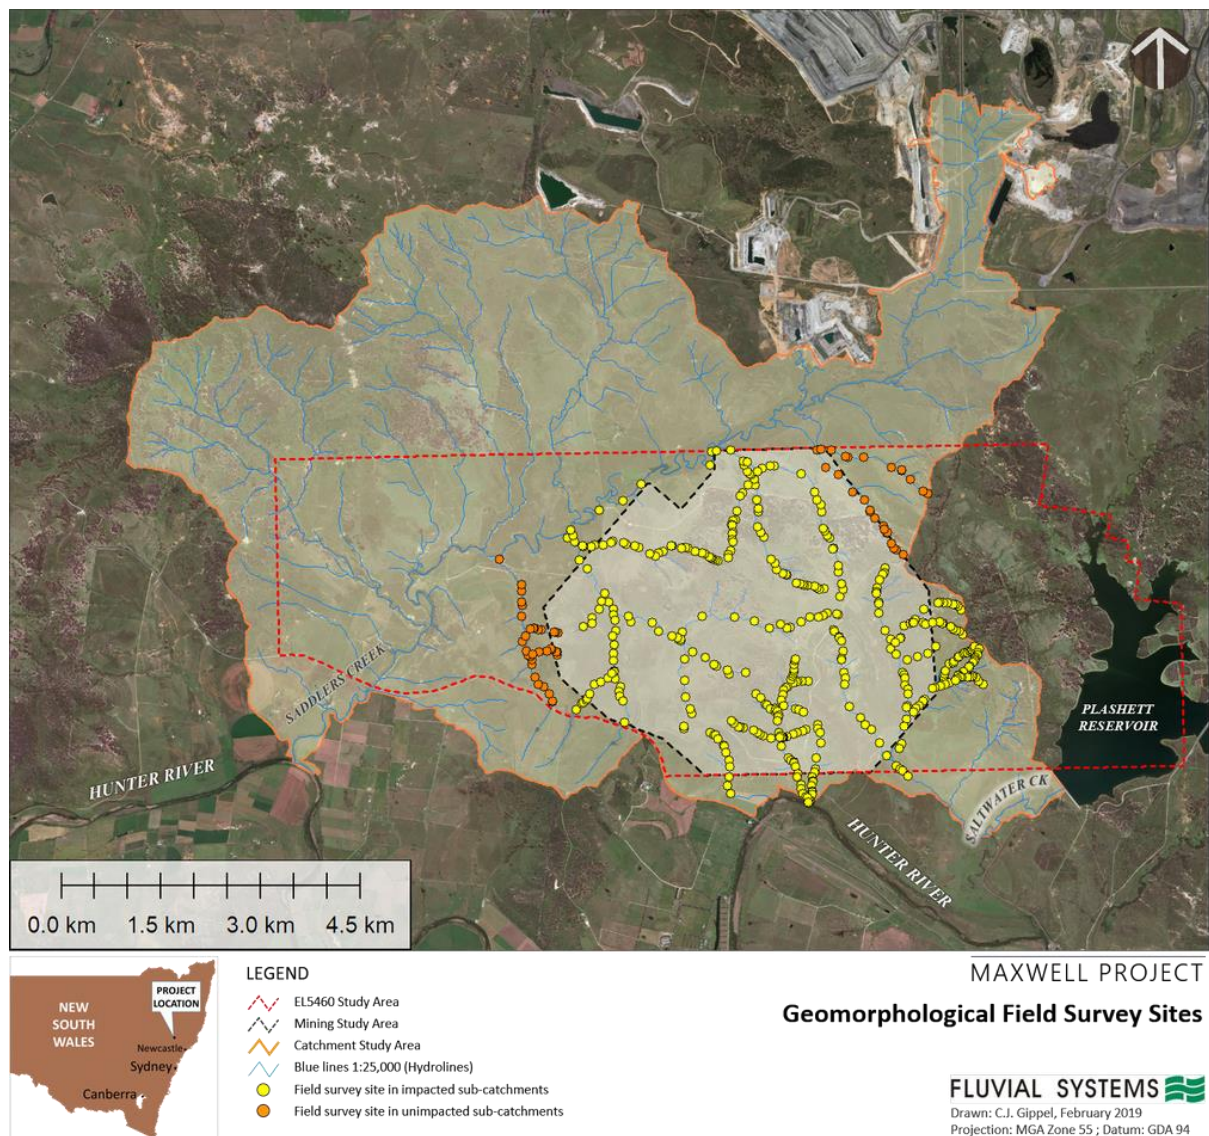 SADDLERS CREEK
PLASHETT
RESERVOIR
HUNTER RIVER
SALTWATER CK
HUNTER RIVER
0.0 km 1.5 km 3.0 km 4.5 km
NEW
SOUTH
WALES
PROJECT
LOCATION
Newcastle
Sydney
Canberra
LEGEND
EL5460 Study Area
Mining Study Area
Catchment Study Area
Blue lines 1:25,000 (Hydrolines)
Field survey site in impacted sub-catchments
Field survey site in unimpacted sub-catchments
MAXWELL PROJECT
Geomorphological Field Survey Sites
FLUVIAL SYSTEMS
Drawn: C.J. Gippel, February 2019
Projection: MGA Zone 55 ; Datum: GDA 94